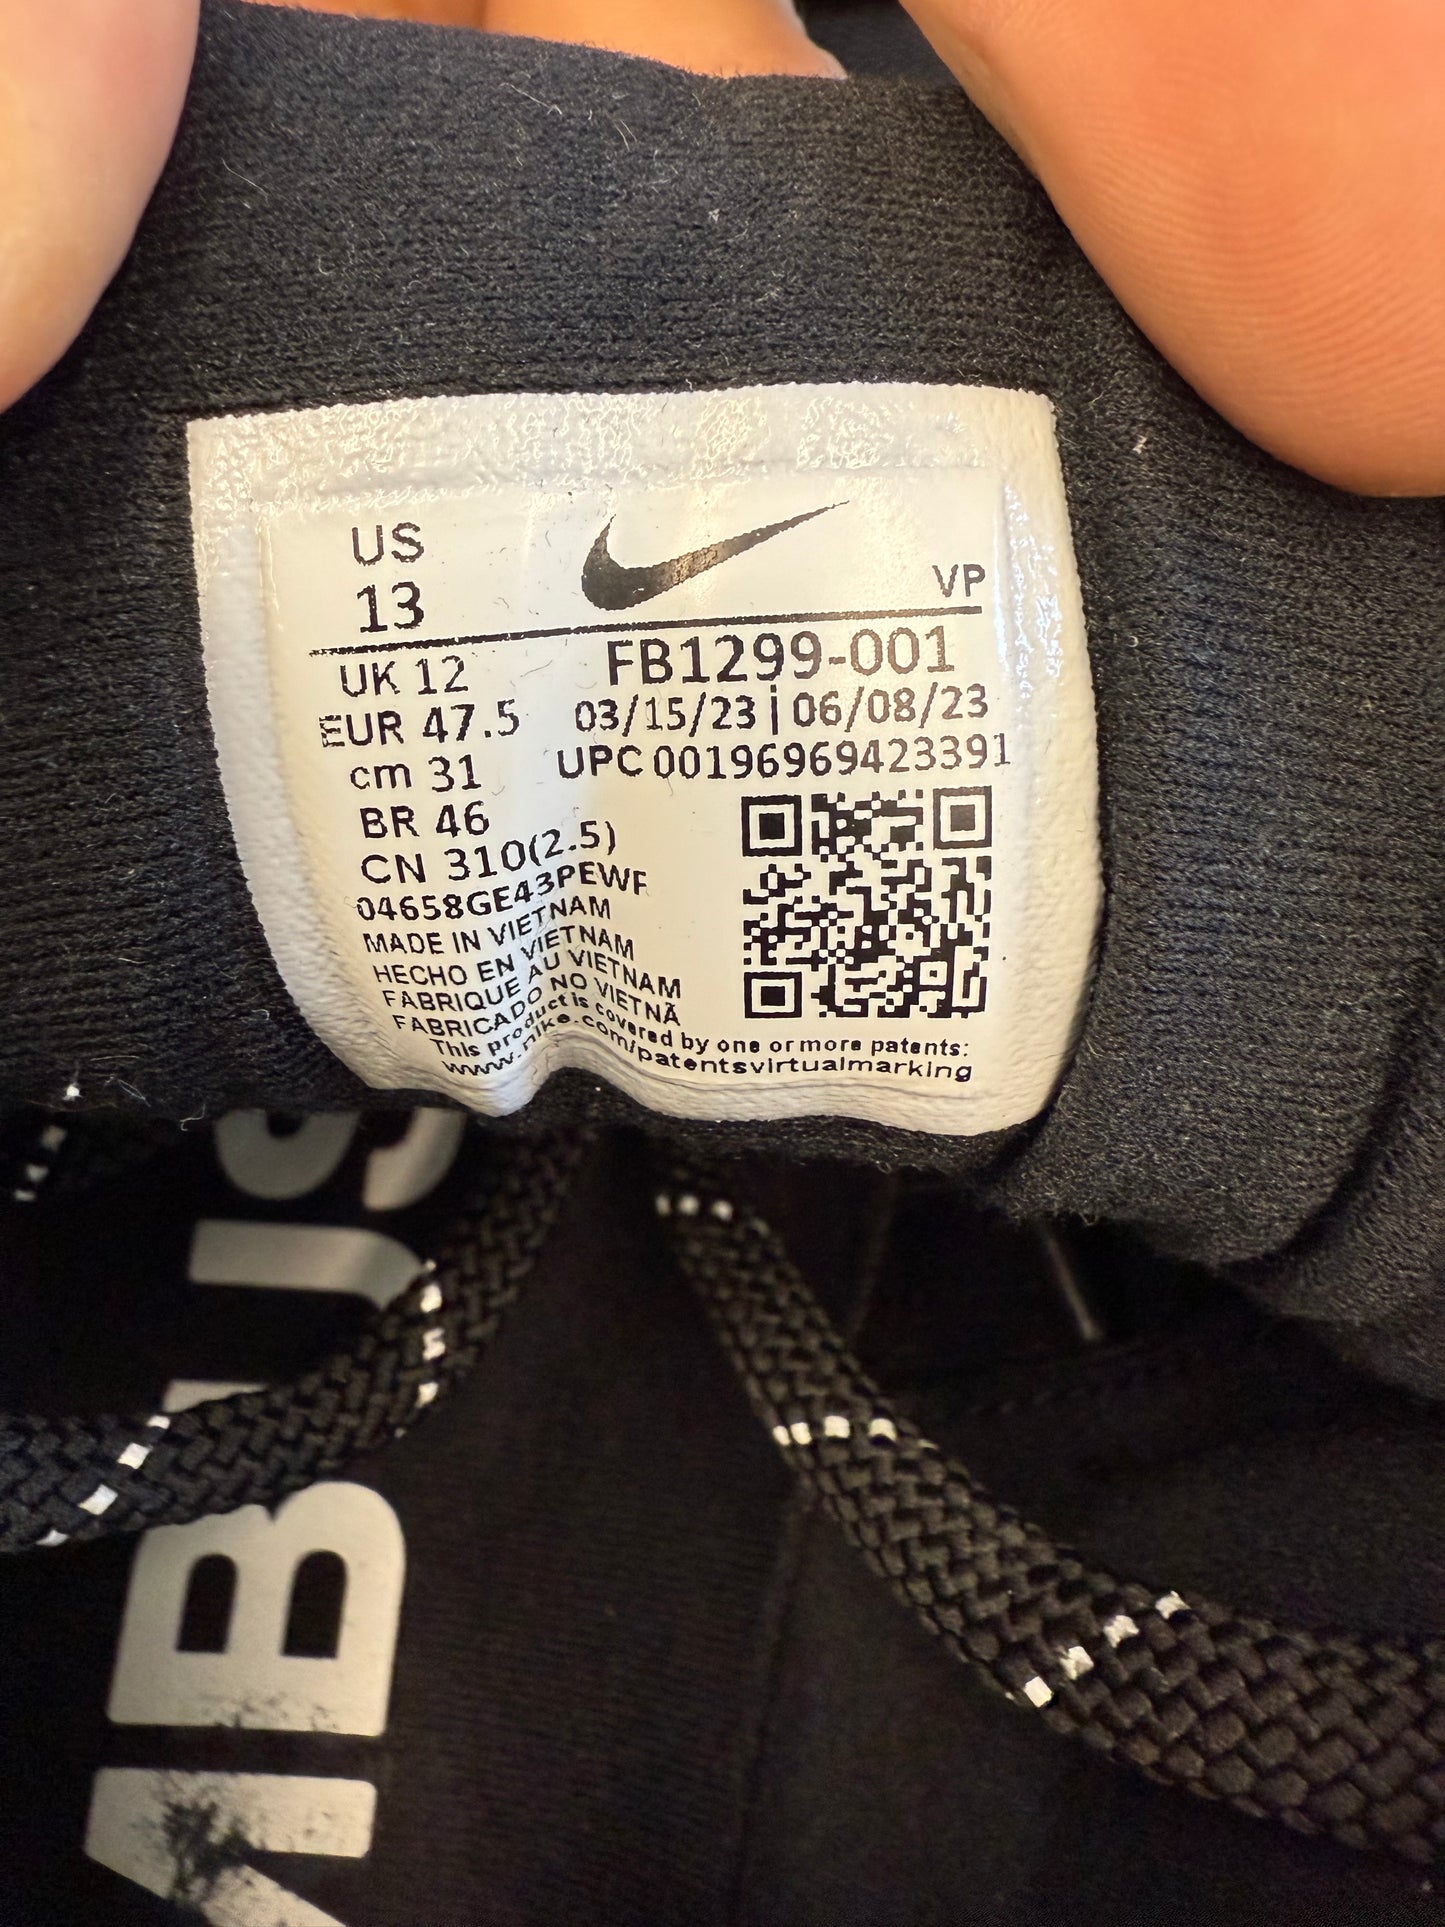 US
13
VP
UK 12
FB1299-001
EUR 47.5
03/15/23 | 06/08/23
cm 31
UPC 00196969423391
BR 46
CN 310(2.5)
04658GE43PEWF
MADE IN VIETNAM
HECHO EN VIETNAM
FABRIQUE AU VIETNAM
FABRICADO NO VIETNÃ
This product is covered by one or more patents:
www.nike.com/patentsvirtualmarking